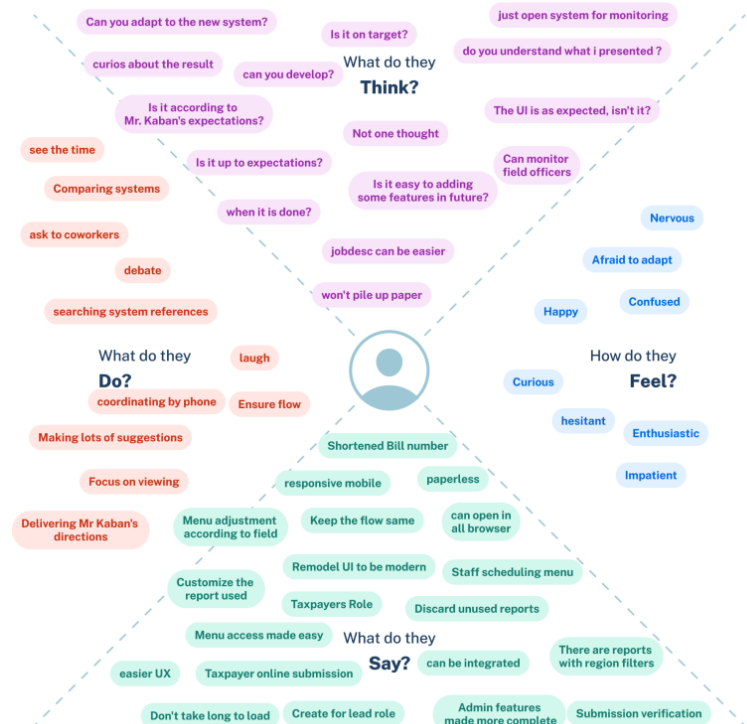 Can you adapt to the new system?
just open system for monitoring
Is it on target?
do you understand what i presented ?
curios about the result
can you develop?
What do they
Think?
Is it according to
Mr. Kaban's expectations?
The UI is as expected, isn't it?
Not one thought
Is it up to expectations?
Can monitor
field officers
Is it easy to adding
some features in future?
when it is done?
jobdesc can be easier
won't pile up paper
see the time
Comparing systems
ask to coworkers
debate
searching system references
What do they
Do?
laugh
coordinating by phone
Ensure flow
Making lots of suggestions
Focus on viewing
Delivering Mr Kaban's
directions
Nervous
Afraid to adapt
Confused
Happy
How do they
Feel?
Curious
hesitant
Enthusiastic
Impatient
Shortened Bill number
responsive mobile
paperless
Menu adjustment
according to field
Keep the flow same
can open in
all browser
Remodel UI to be modern
Staff scheduling menu
Customize the
report used
Taxpayers Role
Discard unused reports
Menu access made easy
What do they
Say?
can be integrated
There are reports
with region filters
easier UX
Taxpayer online submission
Don't take long to load
Create for lead role
Admin features
made more complete
Submission verification